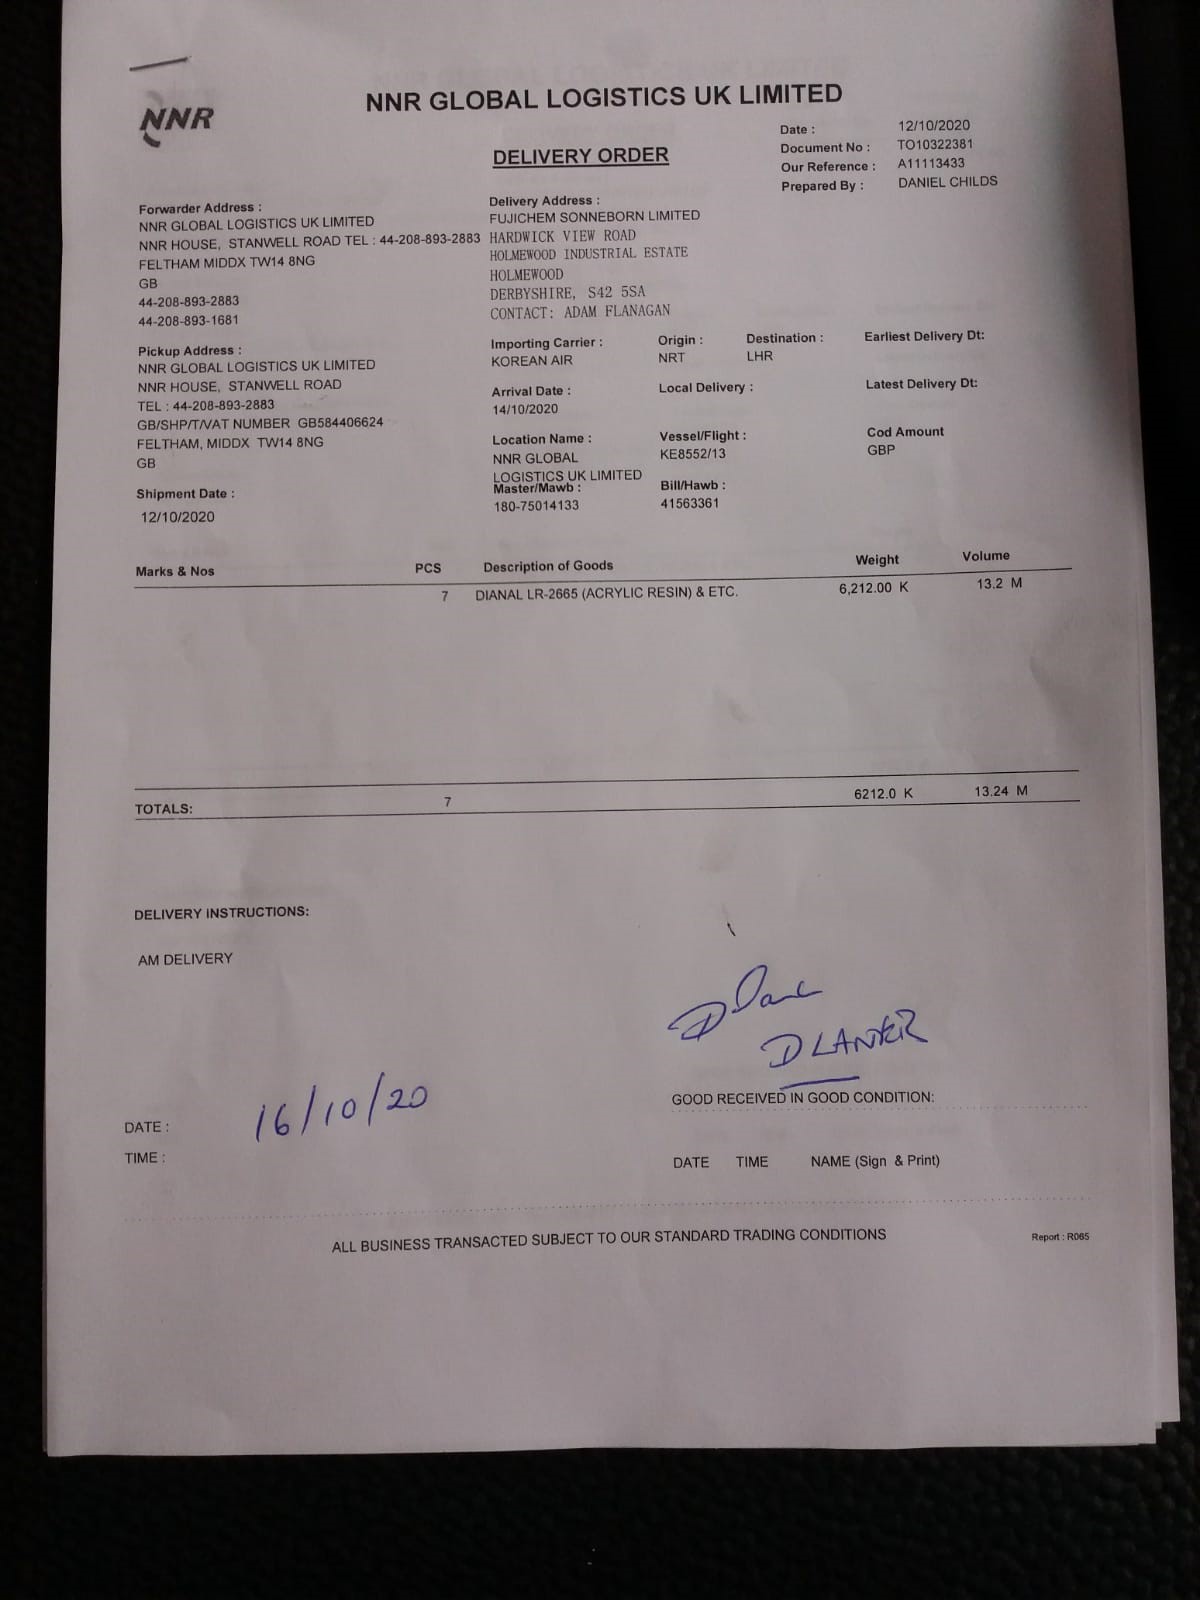 NNR
NNR GLOBAL LOGISTICS UK LIMITED
DELIVERY ORDER
Date : 12/10/2020
Document No : TO10322381
Our Reference : A11113433
Prepared By : DANIEL CHILDS
Forwarder Address :
NNR GLOBAL LOGISTICS UK LIMITED
NNR HOUSE, STANWELL ROAD TEL : 44-208-893-2883
FELTHAM MIDDX TW14 8NG
GB
44-208-893-2883
44-208-893-1681
Delivery Address :
FUJICHEM SONNEBORN LIMITED
HARDWICK VIEW ROAD
HOLMEWOOD INDUSTRIAL ESTATE
HOLMEWOOD
DERBYSHIRE, S42 5SA
CONTACT: ADAM FLANAGAN
Pickup Address :
NNR GLOBAL LOGISTICS UK LIMITED
NNR HOUSE, STANWELL ROAD
TEL : 44-208-893-2883
GB/SHP/T/VAT NUMBER GB584406624
FELTHAM, MIDDX TW14 8NG
GB
Shipment Date :
12/10/2020
Importing Carrier : Origin : Destination : Earliest Delivery Dt:
KOREAN AIR NRT LHR
Arrival Date : Local Delivery : Latest Delivery Dt:
14/10/2020
Location Name : Vessel/Flight : Cod Amount
NNR GLOBAL KE8552/13 GBP
LOGISTICS UK LIMITED
Master/Mawb : Bill/Hawb :
180-75014133 41563361
Marks & Nos PCS Description of Goods Weight Volume
7 DIANAL LR-2665 (ACRYLIC RESIN) & ETC. 6,212.00 K 13.2 M
TOTALS: 7 6212.0 K 13.24 M
DELIVERY INSTRUCTIONS:
AM DELIVERY
D LANKER
GOOD RECEIVED IN GOOD CONDITION:
DATE : 16/10/20
TIME :
DATE TIME NAME (Sign & Print)
ALL BUSINESS TRANSACTED SUBJECT TO OUR STANDARD TRADING CONDITIONS
Report : R065